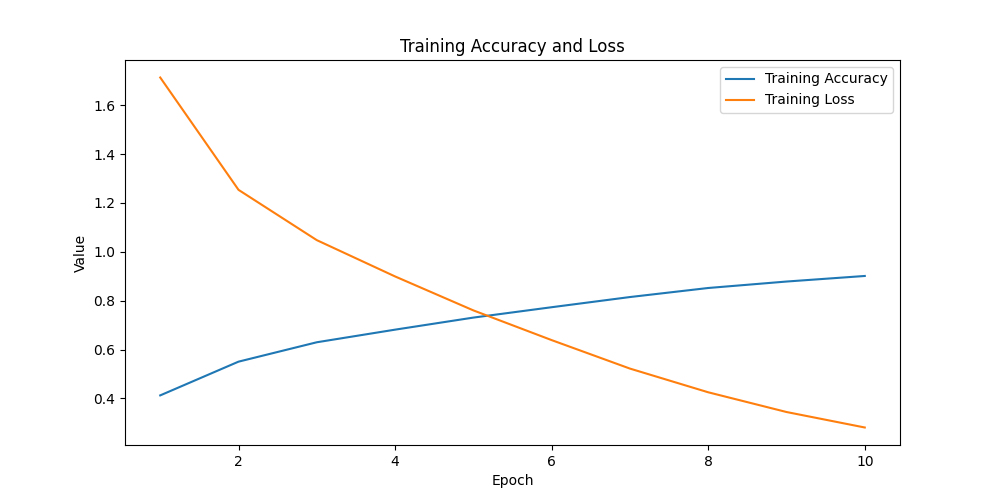 Training Accuracy and Loss
Training Accuracy
Training Loss
1.6
1.4
1.2
1.0
0.8
0.6
0.4
Value
2 4 6 8 10
Epoch